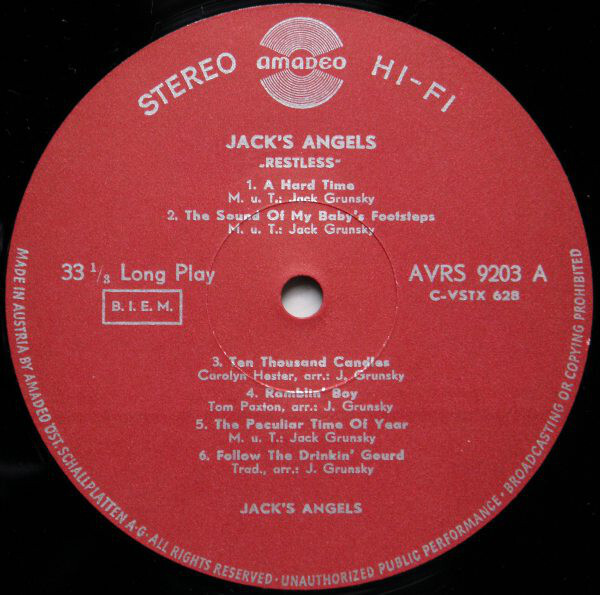 STEREO amadeo HI-FI
JACK'S ANGELS
„RESTLESS“
1. A Hard Time
M. u. T.: Jack Grunsky
2. The Sound Of My Baby's Footsteps
M. u. T.: Jack Grunsky
33 1/3 Long Play
B. I. E. M.
AVRS 9203 A
C-VSTX 628
3. Ten Thousand Candles
Carolyn Hester, arr.: J. Grunsky
4. Ramblin' Boy
Tom Paxton, arr.: J. Grunsky
5. The Peculiar Time Of Year
M. u. T.: Jack Grunsky
6. Follow The Drinkin' Gourd
Trad., arr.: J. Grunsky
JACK'S ANGELS
MADE IN AUSTRIA BY AMADEO ÖST. SCHALLPLATTEN A·G· ALL RIGHTS RESERVED · UNAUTHORIZED PUBLIC PERFORMANCE · BROADCASTING OR COPYING PROHIBITED